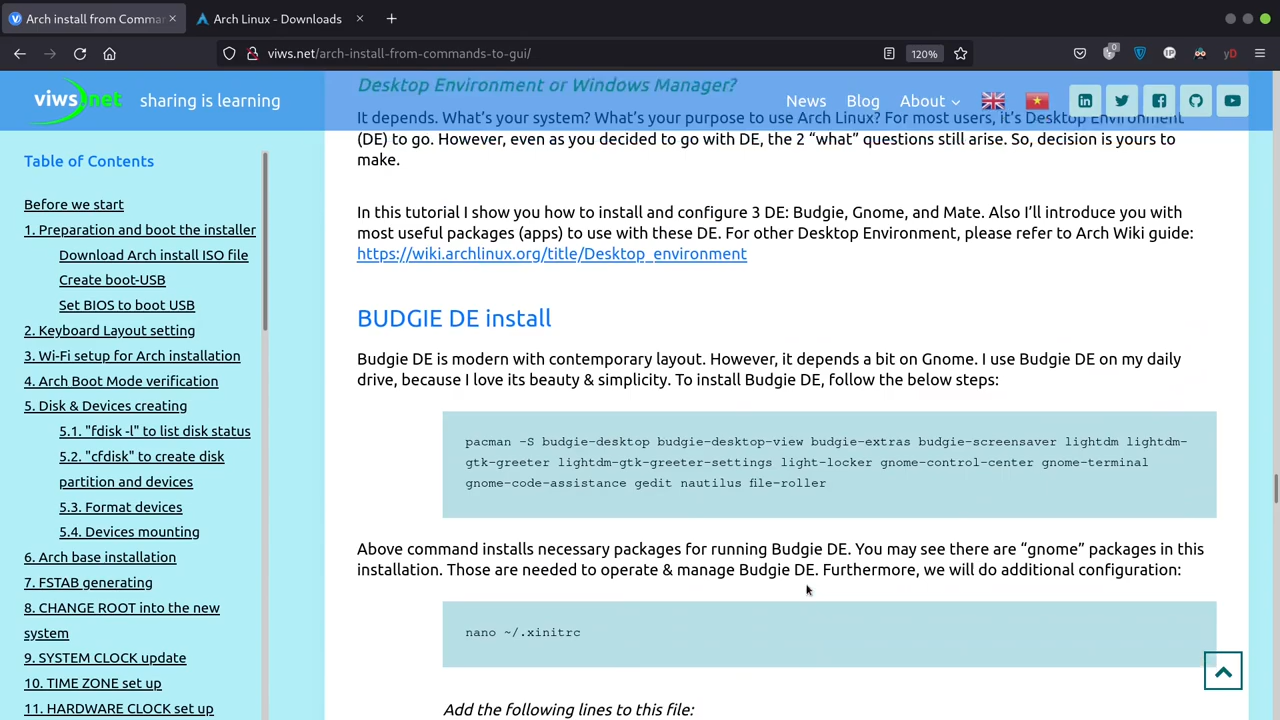 Arch install from Comma
Arch Linux - Downloads
viws.net/arch-install-from-commands-to-gui/
120%
0
IP
yD
viws.net
sharing is learning
News
Blog
About
Table of Contents
Before we start
1. Preparation and boot the installer
Download Arch install ISO file
Create boot-USB
Set BIOS to boot USB
2. Keyboard Layout setting
3. Wi-Fi setup for Arch installation
4. Arch Boot Mode verification
5. Disk & Devices creating
5.1. "fdisk -l" to list disk status
5.2. "cfdisk" to create disk
partition and devices
5.3. Format devices
5.4. Devices mounting
6. Arch base installation
7. FSTAB generating
8. CHANGE ROOT into the new
system
9. SYSTEM CLOCK update
10. TIME ZONE set up
11. HARDWARE CLOCK set up
Desktop Environment or Windows Manager?
It depends. What's your system? What's your purpose to use Arch Linux? For most users, it's Desktop Environment
(DE) to go. However, even as you decided to go with DE, the 2 “what” questions still arise. So, decision is yours to
make.
In this tutorial I show you how to install and configure 3 DE: Budgie, Gnome, and Mate. Also I'll introduce you with
most useful packages (apps) to use with these DE. For other Desktop Environment, please refer to Arch Wiki guide:
https://wiki.archlinux.org/title/Desktop_environment
BUDGIE DE install
Budgie DE is modern with contemporary layout. However, it depends a bit on Gnome. I use Budgie DE on my daily
drive, because I love its beauty & simplicity. To install Budgie DE, follow the below steps:
pacman -S budgie-desktop budgie-desktop-view budgie-extras budgie-screensaver lightdm lightdm-
gtk-greeter lightdm-gtk-greeter-settings light-locker gnome-control-center gnome-terminal
gnome-code-assistance gedit nautilus file-roller
Above command installs necessary packages for running Budgie DE. You may see there are “gnome” packages in this
installation. Those are needed to operate & manage Budgie DE. Furthermore, we will do additional configuration:
nano ~/.xinitrc
Add the following lines to this file: